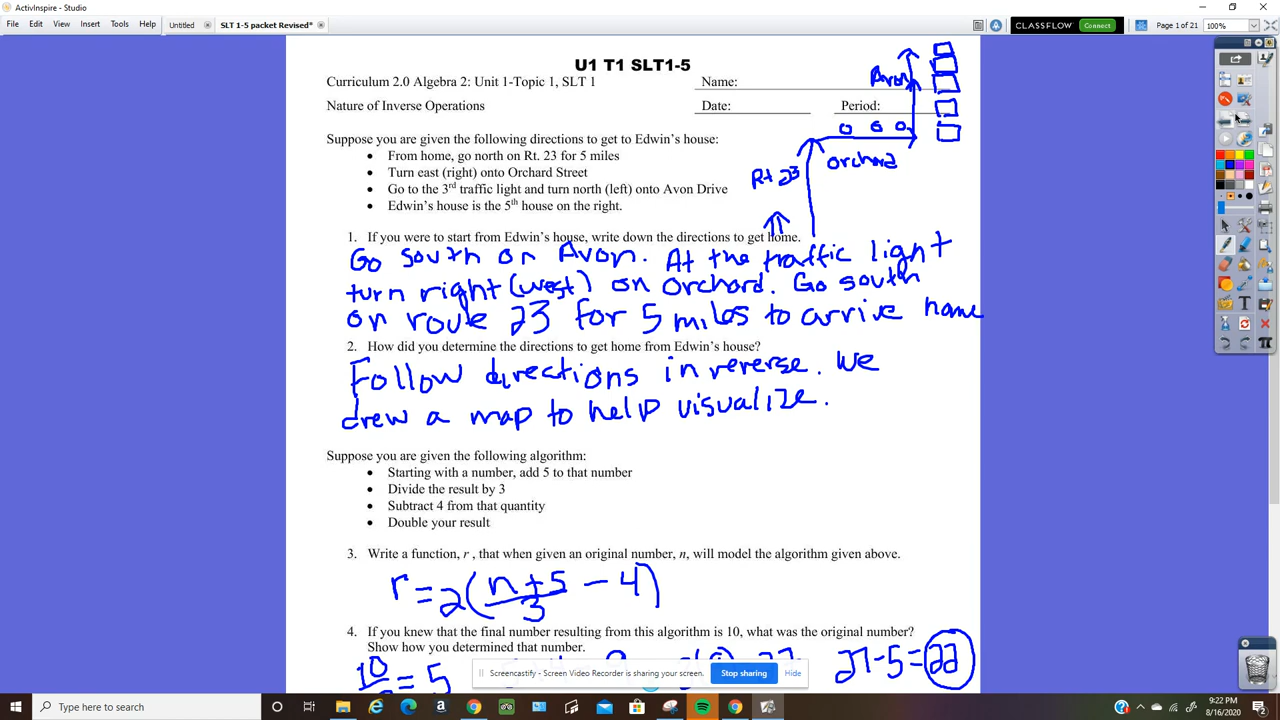 ActivInspire - Studio
File Edit View Insert Tools Help
Untitled
SLT 1-5 packet Revised*
CLASSFLOW Connect
Page 1 of 21
100%
U1 T1 SLT1-5
Curriculum 2.0 Algebra 2: Unit 1-Topic 1, SLT 1
Name:
Nature of Inverse Operations
Date:
Period:
Avon
Orchard
Rt 23
Suppose you are given the following directions to get to Edwin's house:
• From home, go north on Rt. 23 for 5 miles
• Turn east (right) onto Orchard Street
• Go to the 3rd traffic light and turn north (left) onto Avon Drive
• Edwin's house is the 5th house on the right.
1. If you were to start from Edwin's house, write down the directions to get home.
Go south on Avon. At the traffic light
turn right (west) on orchard. Go south
on route 23 for 5 miles to arrive home
2. How did you determine the directions to get home from Edwin's house?
Follow directions in reverse. We
drew a map to help visualize.
Suppose you are given the following algorithm:
• Starting with a number, add 5 to that number
• Divide the result by 3
• Subtract 4 from that quantity
• Double your result
3. Write a function, r , that when given an original number, n, will model the algorithm given above.
r = 2(n+5/3 - 4)
4. If you knew that the final number resulting from this algorithm is 10, what was the original number?
Show how you determined that number.
10 = 5
27-5=22
Screencastify - Screen Video Recorder is sharing your screen.
Stop sharing
Hide
Type here to search
9:22 PM
8/16/2020